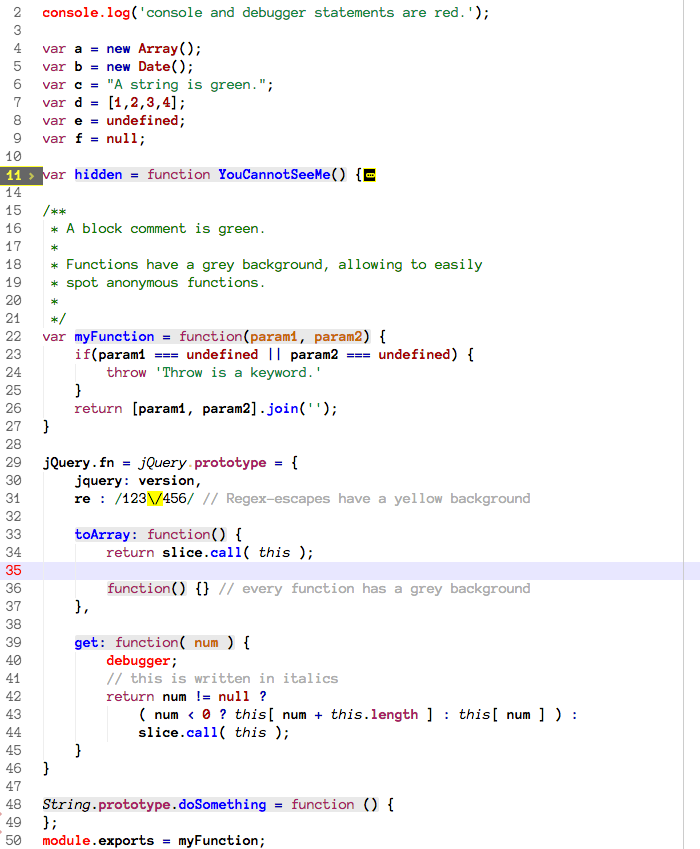 2 console.log('console and debugger statements are red.');
3
4 var a = new Array();
5 var b = new Date();
6 var c = "A string is green.";
7 var d = [1,2,3,4];
8 var e = undefined;
9 var f = null;
10
11 var hidden = function YouCannotSeeMe() {
14
15 /**
16  * A block comment is green.
17  *
18  * Functions have a grey background, allowing to easily
19  * spot anonymous functions.
20  *
21  */
22 var myFunction = function(param1, param2) {
23     if(param1 === undefined || param2 === undefined) {
24         throw 'Throw is a keyword.'
25     }
26     return [param1, param2].join('');
27 }
28
29 jQuery.fn = jQuery.prototype = {
30     jquery: version,
31     re : /123\/456/ // Regex-escapes have a yellow background
32
33     toArray: function() {
34         return slice.call( this );
35
36         function() {} // every function has a grey background
37     },
38
39     get: function( num ) {
40         debugger;
41         // this is written in italics
42         return num != null ?
43             ( num < 0 ? this[ num + this.length ] : this[ num ] ) :
44             slice.call( this );
45     }
46 }
47
48 String.prototype.doSomething = function () {
49 };
50 module.exports = myFunction;